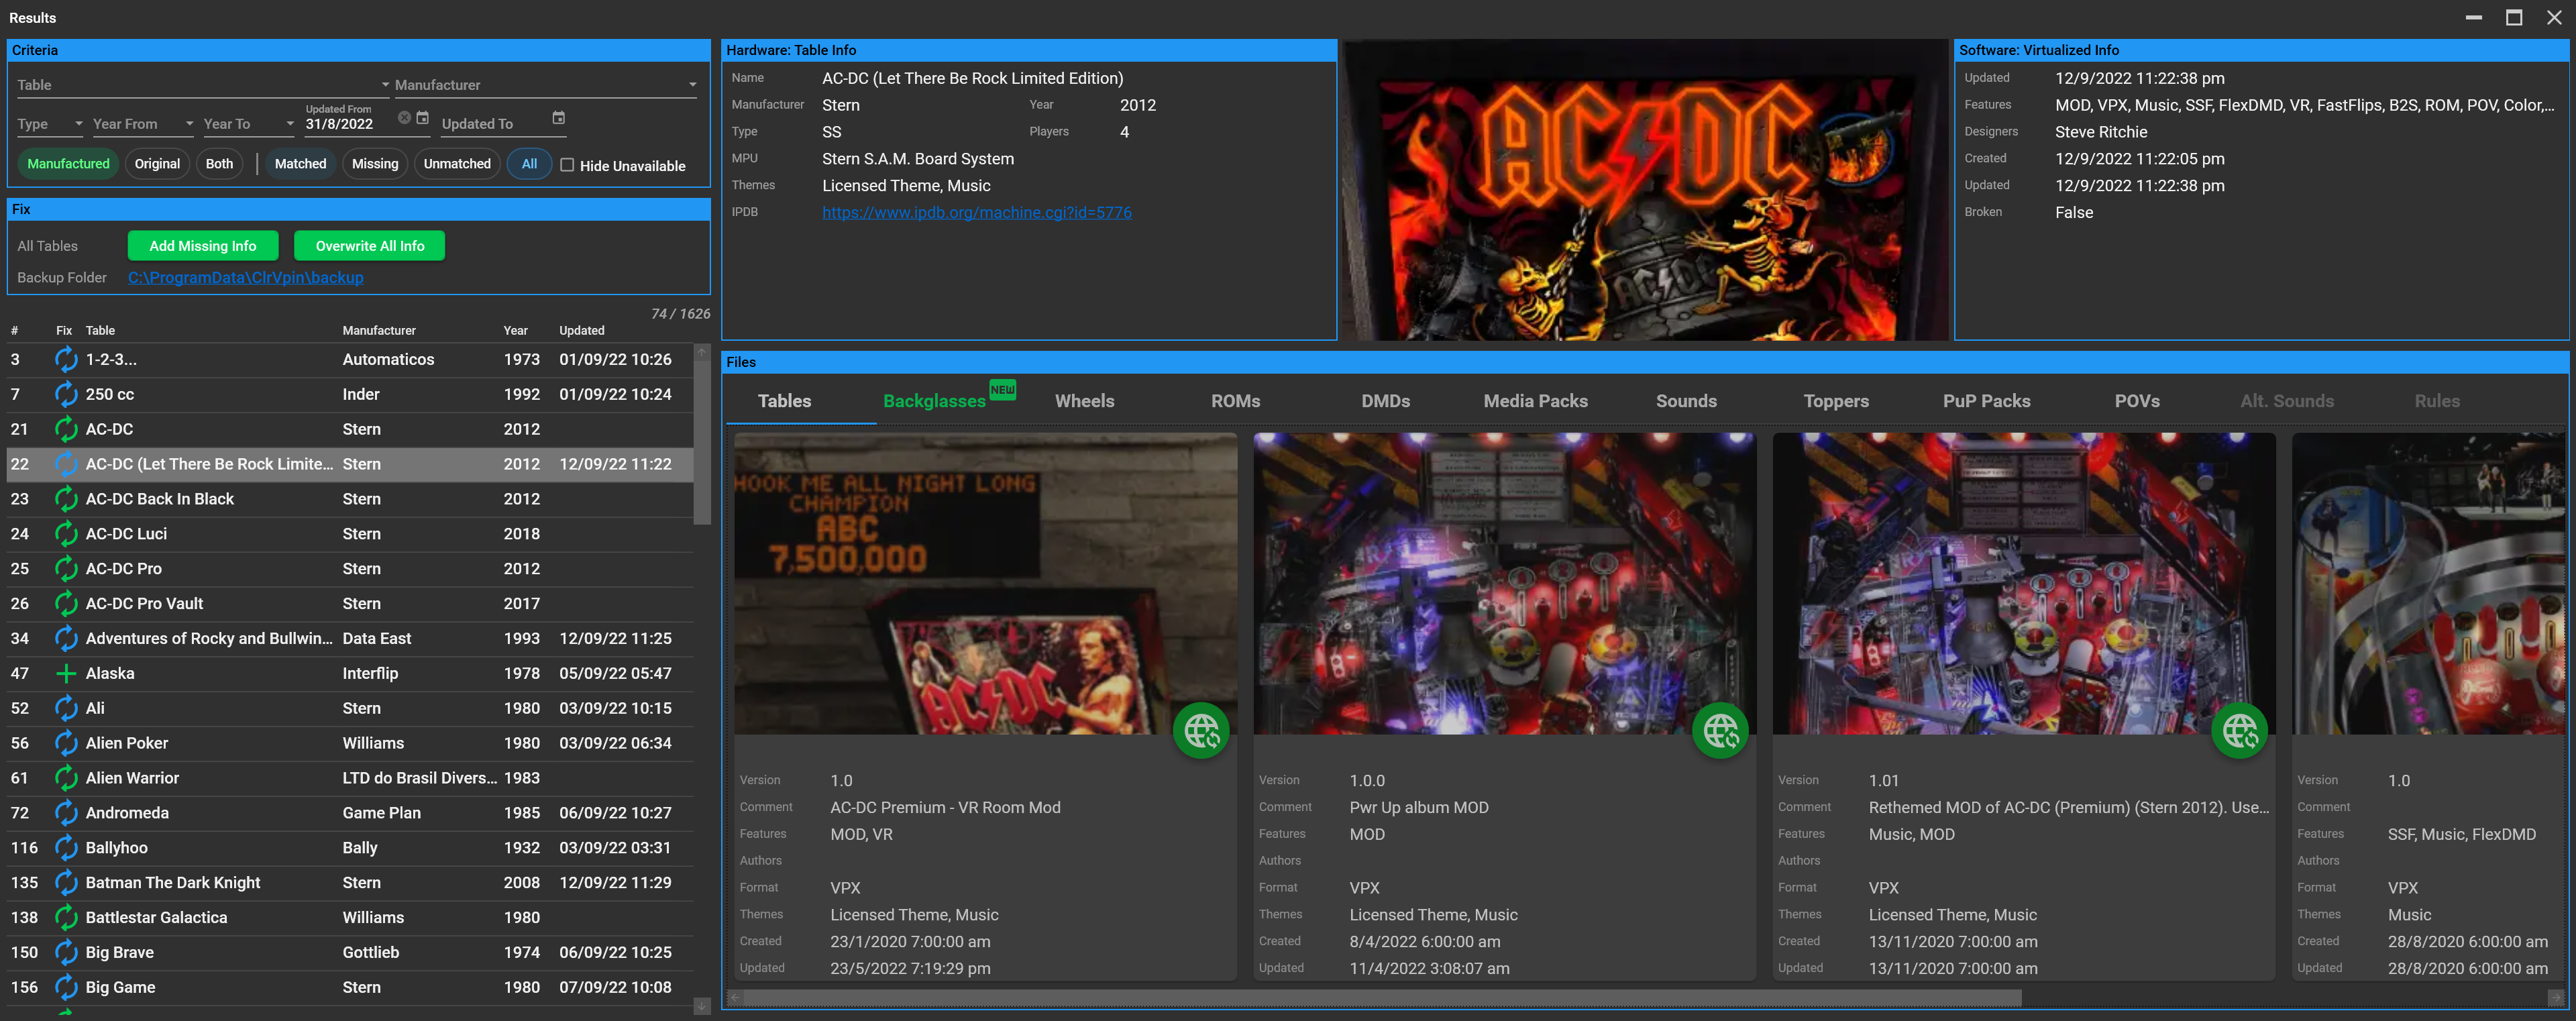 Results
Criteria
Table Manufacturer
Type Year From Year To Updated From 31/8/2022 Updated To
Manufactured Original Both | Matched Missing Unmatched All Hide Unavailable
Fix
All Tables Add Missing Info Overwrite All Info
Backup Folder C:\ProgramData\ClrVpin\backup
74 / 1626
# Fix Table Manufacturer Year Updated
3 1-2-3... Automaticos 1973 01/09/22 10:26
7 250 cc Inder 1992 01/09/22 10:24
21 AC-DC Stern 2012
22 AC-DC (Let There Be Rock Limite... Stern 2012 12/09/22 11:22
23 AC-DC Back In Black Stern 2012
24 AC-DC Luci Stern 2018
25 AC-DC Pro Stern 2012
26 AC-DC Pro Vault Stern 2017
34 Adventures of Rocky and Bullwin... Data East 1993 12/09/22 11:25
47 Alaska Interflip 1978 05/09/22 05:47
52 Ali Stern 1980 03/09/22 10:15
56 Alien Poker Williams 1980 03/09/22 06:34
61 Alien Warrior LTD do Brasil Divers... 1983
72 Andromeda Game Plan 1985 06/09/22 10:27
116 Ballyhoo Bally 1932 03/09/22 03:31
135 Batman The Dark Knight Stern 2008 12/09/22 11:29
138 Battlestar Galactica Williams 1980
150 Big Brave Gottlieb 1974 06/09/22 10:25
156 Big Game Stern 1980 07/09/22 10:08
Hardware: Table Info
Name AC-DC (Let There Be Rock Limited Edition)
Manufacturer Stern Year 2012
Type SS Players 4
MPU Stern S.A.M. Board System
Themes Licensed Theme, Music
IPDB https://www.ipdb.org/machine.cgi?id=5776
AC/DC
AC/DC
Software: Virtualized Info
Updated 12/9/2022 11:22:38 pm
Features MOD, VPX, Music, SSF, FlexDMD, VR, FastFlips, B2S, ROM, POV, Color,...
Designers Steve Ritchie
Created 12/9/2022 11:22:05 pm
Updated 12/9/2022 11:22:38 pm
Broken False
Files
Tables Backglasses NEW Wheels ROMs DMDs Media Packs Sounds Toppers PuP Packs POVs Alt. Sounds Rules
HOOK ME ALL NIGHT LONG
CHAMPION
ABC
7,500,000
AC/DC
Version 1.0
Comment AC-DC Premium - VR Room Mod
Features MOD, VR
Authors
Format VPX
Themes Licensed Theme, Music
Created 23/1/2020 7:00:00 am
Updated 23/5/2022 7:19:29 pm
Version 1.0.0
Comment Pwr Up album MOD
Features MOD
Authors
Format VPX
Themes Licensed Theme, Music
Created 8/4/2022 6:00:00 am
Updated 11/4/2022 3:08:07 am
Version 1.01
Comment Rethemed MOD of AC-DC (Premium) (Stern 2012). Use...
Features Music, MOD
Authors
Format VPX
Themes Licensed Theme, Music
Created 13/11/2020 7:00:00 am
Updated 13/11/2020 7:00:00 am
Version 1.0
Comment
Features SSF, Music, FlexDMD
Authors
Format VPX
Themes Music
Created 28/8/2020 6:00:00 am
Updated 28/8/2020 6:00:00 am